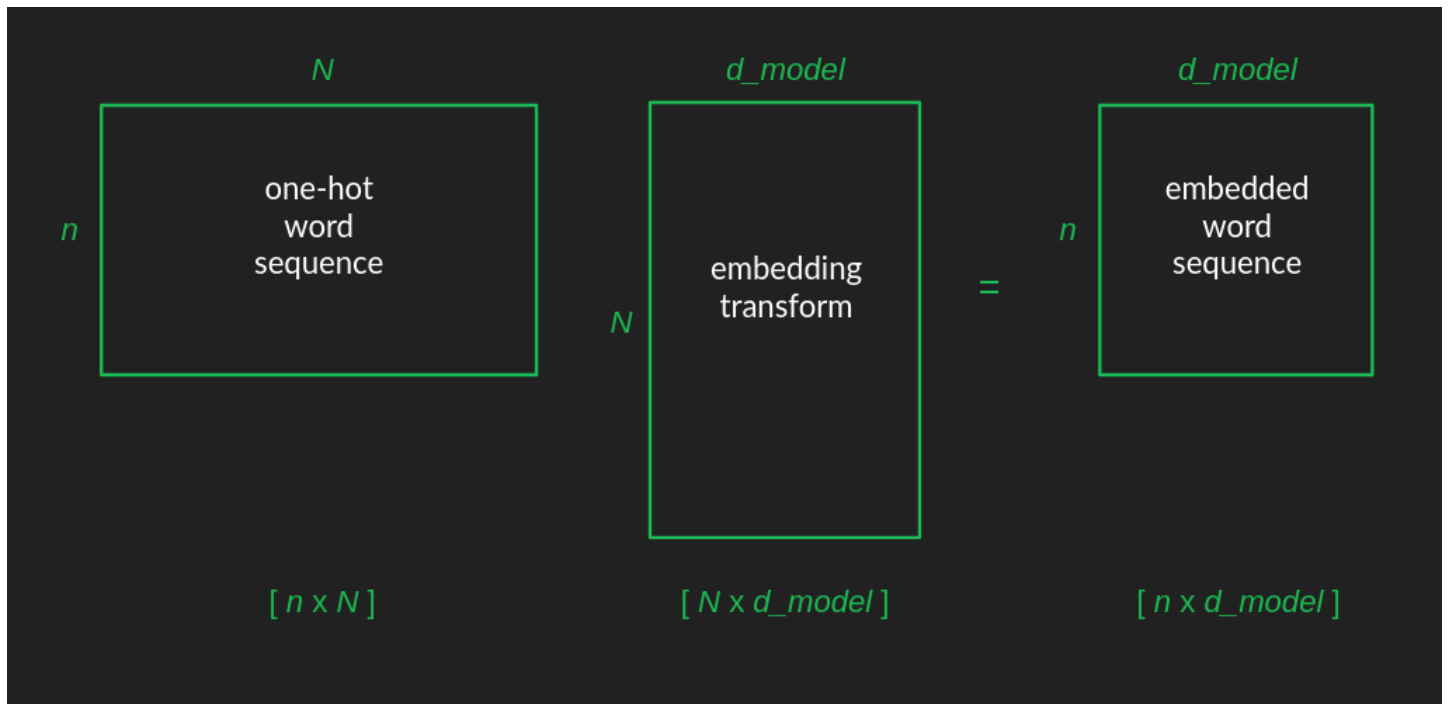 N
d_model
d_model
n
one-hot
word
sequence
N
embedding
transform
=
n
embedded
word
sequence
[ n x N ]
[ N x d_model ]
[ n x d_model ]